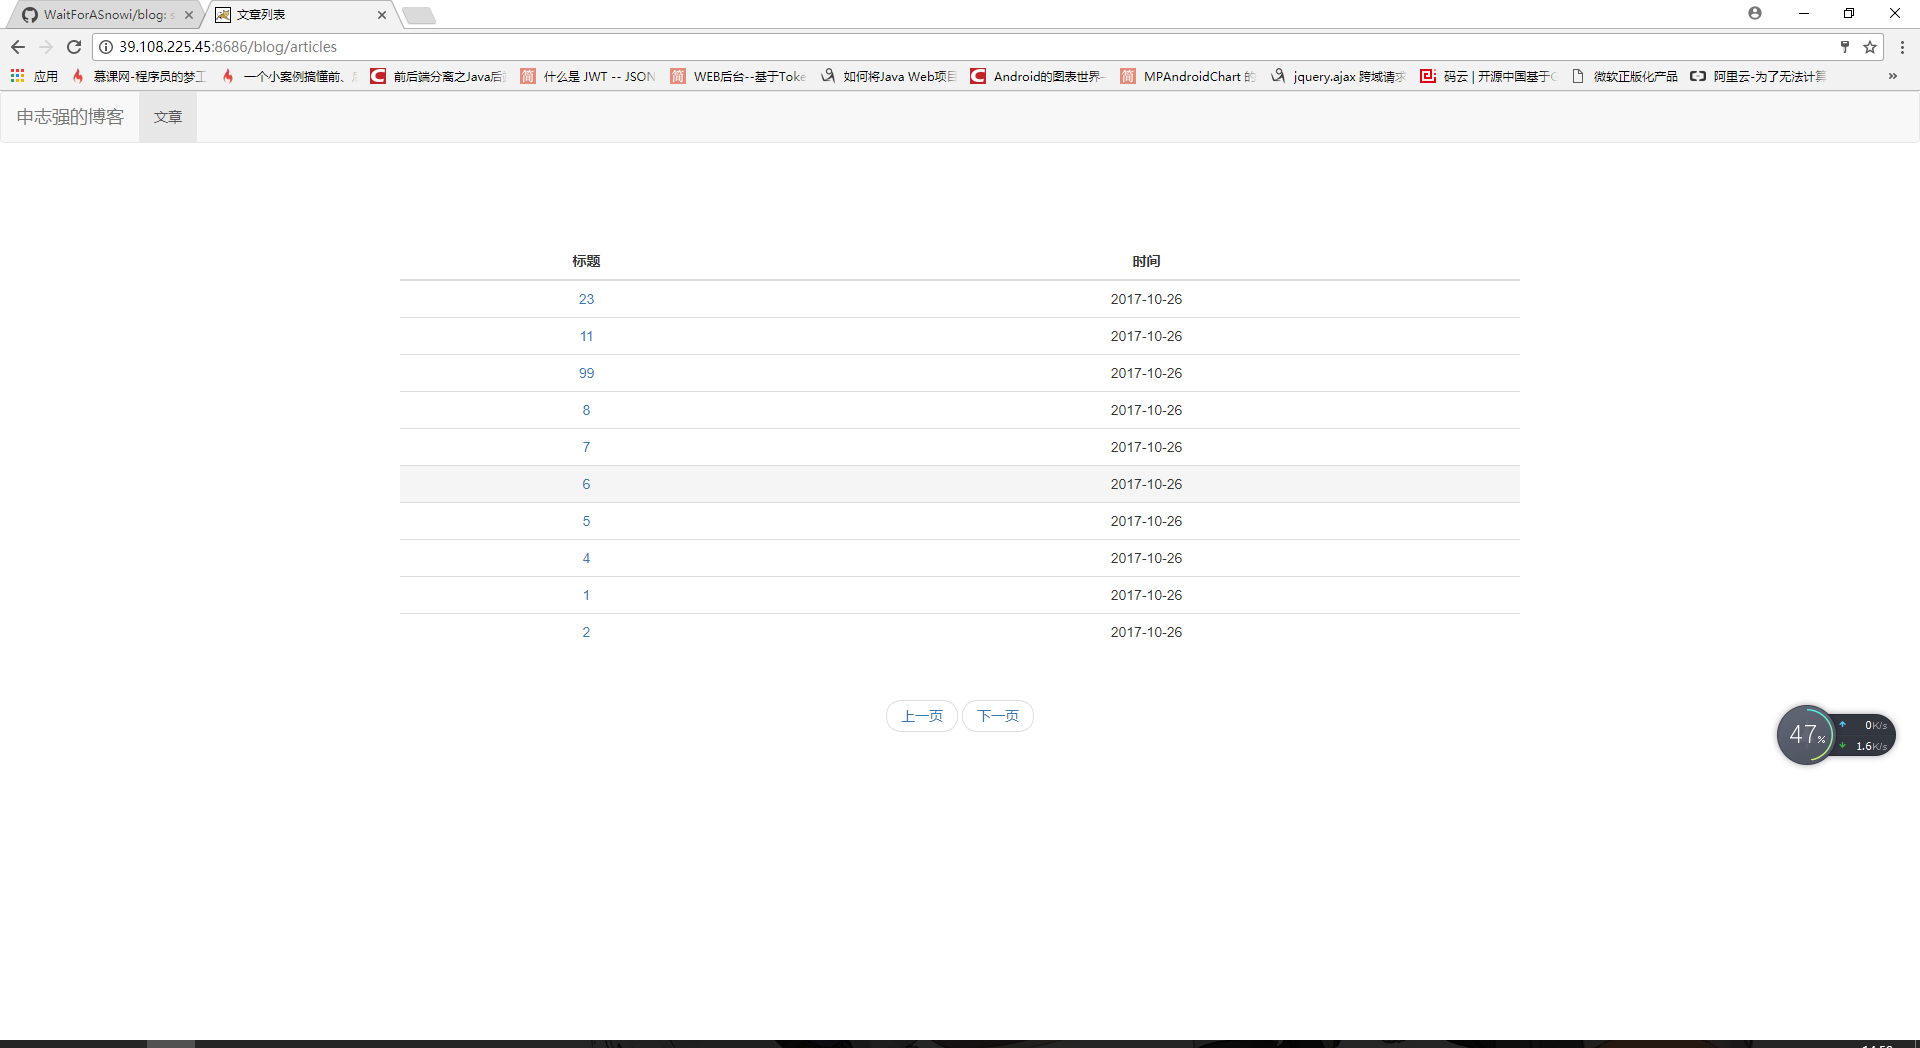 WaitForASnowi/blog: s
文章列表
39.108.225.45:8686/blog/articles
应用 慕课网-程序员的梦工 一个小案例搞懂前、 前后端分离之Java后 什么是 JWT -- JSON WEB后台--基于Toke 如何将Java Web项目 Android的图表世界- MPAndroidChart 的 jquery.ajax 跨域请求 码云 | 开源中国基于G 微软正版化产品 阿里云-为了无法计算 »
申志强的博客 文章
标题 时间
23 2017-10-26
11 2017-10-26
99 2017-10-26
8 2017-10-26
7 2017-10-26
6 2017-10-26
5 2017-10-26
4 2017-10-26
1 2017-10-26
2 2017-10-26
上一页 下一页
47% 0K/s
1.6K/s